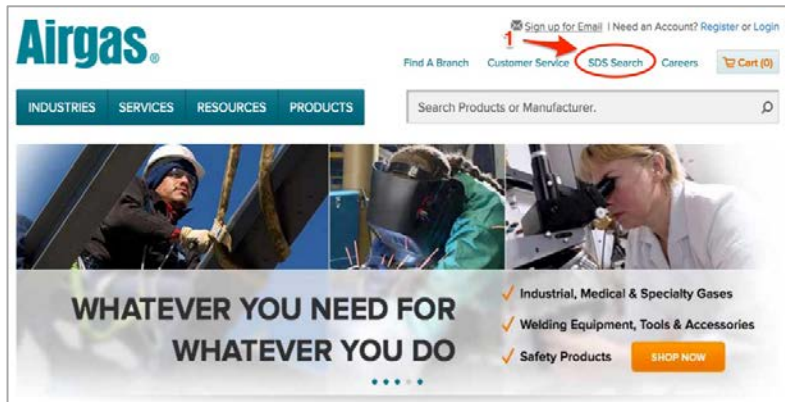 Airgas®
Sign up for Email | Need an Account? Register or Login
1
Find A Branch Customer Service SDS Search Careers Cart (0)
INDUSTRIES SERVICES RESOURCES PRODUCTS
Search Products or Manufacturer.
WHATEVER YOU NEED FOR
WHATEVER YOU DO
Industrial, Medical & Specialty Gases
Welding Equipment, Tools & Accessories
Safety Products SHOP NOW